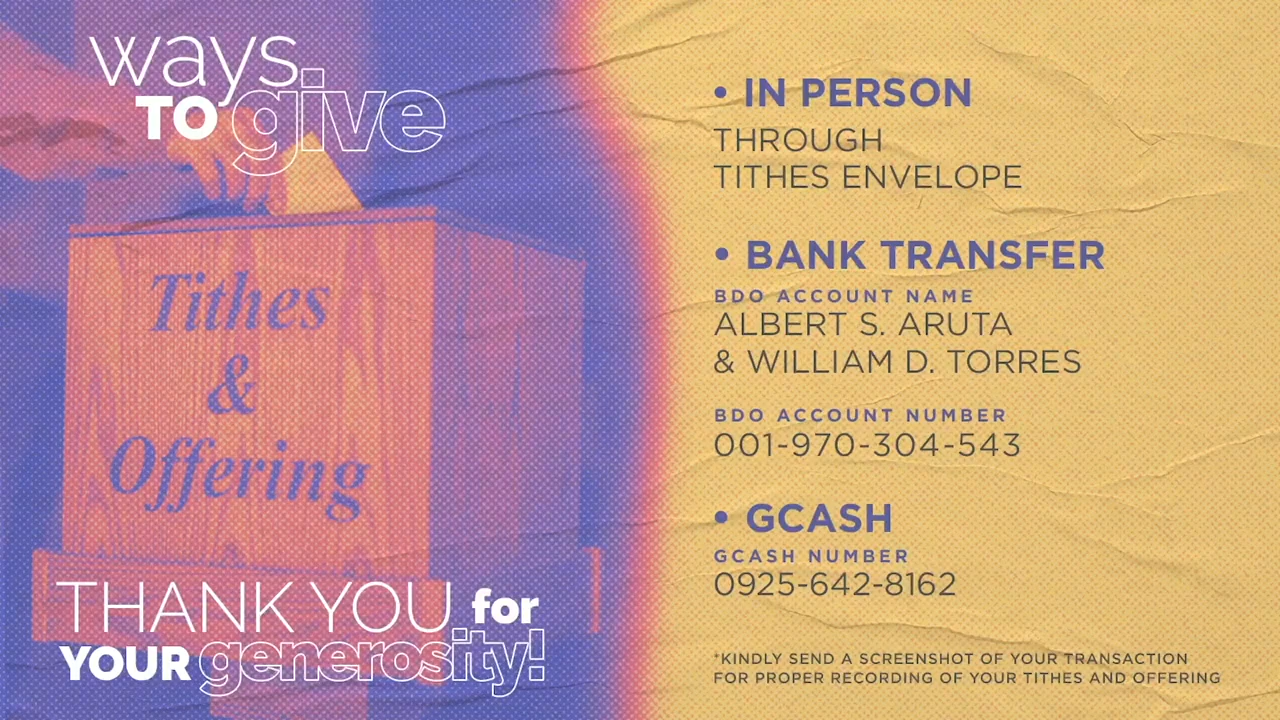 ways
TO give
Tithes
&
Offering
THANK YOU for
YOUR generosity!
• IN PERSON
THROUGH
TITHES ENVELOPE
• BANK TRANSFER
BDO ACCOUNT NAME
ALBERT S. ARUTA
& WILLIAM D. TORRES
BDO ACCOUNT NUMBER
001-970-304-543
• GCASH
GCASH NUMBER
0925-642-8162
*KINDLY SEND A SCREENSHOT OF YOUR TRANSACTION
FOR PROPER RECORDING OF YOUR TITHES AND OFFERING